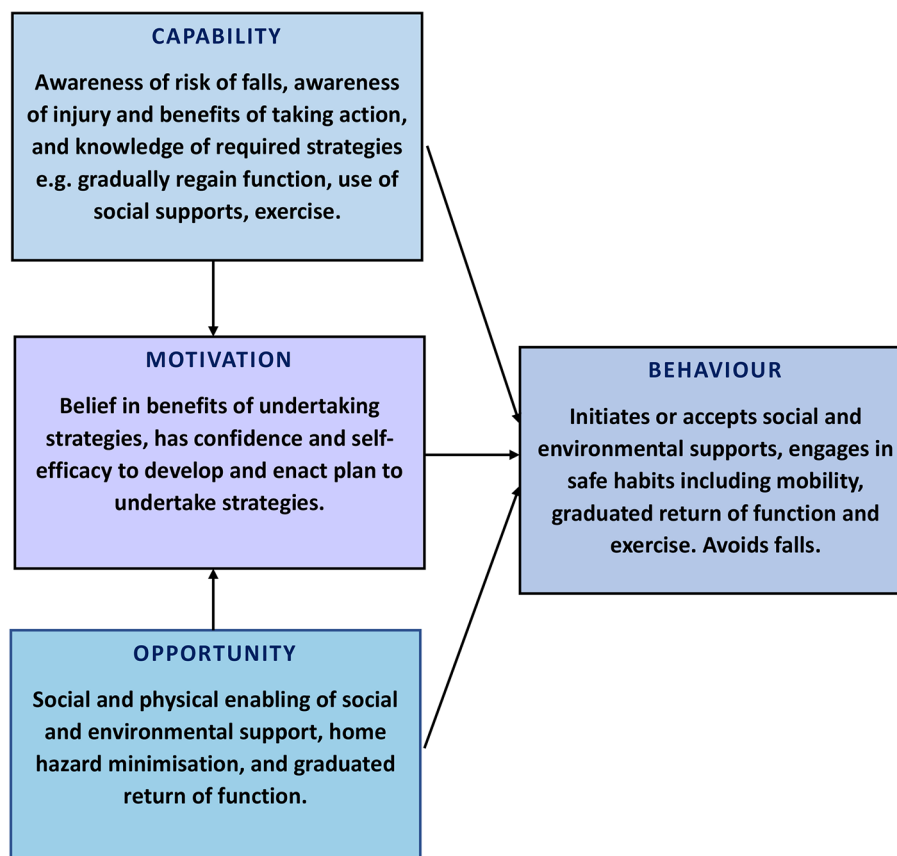 CAPABILITY
Awareness of risk of falls, awareness
of injury and benefits of taking action,
and knowledge of required strategies
e.g. gradually regain function, use of
social supports, exercise.
MOTIVATION
Belief in benefits of undertaking
strategies, has confidence and self-
efficacy to develop and enact plan to
undertake strategies.
OPPORTUNITY
Social and physical enabling of social
and environmental support, home
hazard minimisation, and graduated
return of function.
BEHAVIOUR
Initiates or accepts social and
environmental supports, engages in
safe habits including mobility,
graduated return of function and
exercise. Avoids falls.